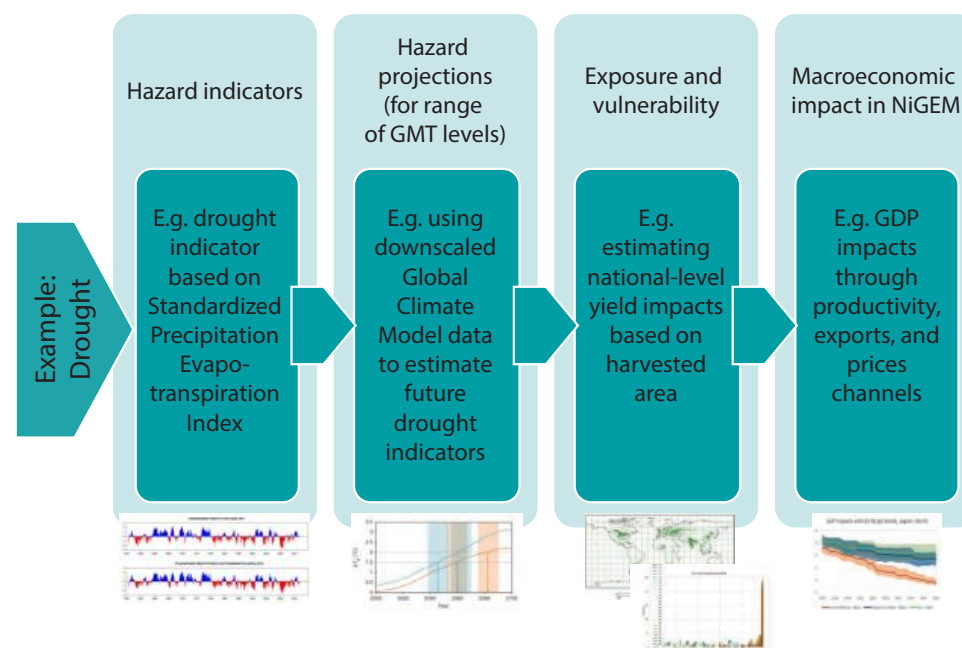 Hazard indicators
Hazard
projections
(for range
of GMT levels)
Exposure and
vulnerability
Macroeconomic
impact in NiGEM
Example:
Drought
E.g. drought
indicator
based on
Standardized
Precipitation
Evapo-
transpiration
Index
E.g. using
downscaled
Global
Climate
Model data
to estimate
future
drought
indicators
E.g.
estimating
national-level
yield impacts
based on
harvested
area
E.g. GDP
impacts
through
productivity,
exports, and
prices
channels